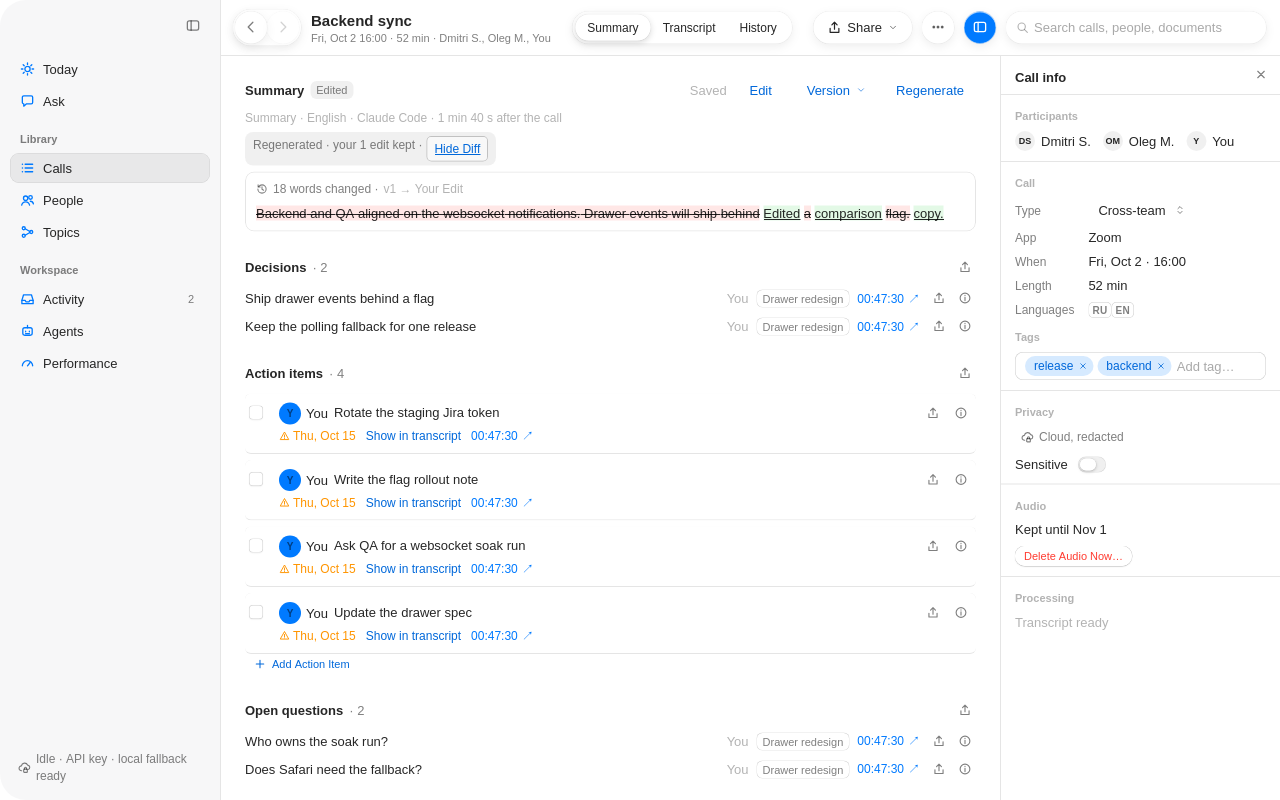 Today
Ask
Library
Calls
People
Topics
Workspace
Activity 2
Agents
Performance
Idle · API key · local fallback
ready
Backend sync
Fri, Oct 2 16:00 · 52 min · Dmitri S., Oleg M., You
Summary Transcript History
Share
Search calls, people, documents
Summary Edited Saved Edit Version Regenerate
Summary · English · Claude Code · 1 min 40 s after the call
Regenerated · your 1 edit kept · Hide Diff
18 words changed · v1 → Your Edit
Backend and QA aligned on the websocket notifications. Drawer events will ship behind Edited a comparison flag. copy.
Decisions · 2
Ship drawer events behind a flag You Drawer redesign 00:47:30
Keep the polling fallback for one release You Drawer redesign 00:47:30
Action items · 4
Y You Rotate the staging Jira token
Thu, Oct 15 Show in transcript 00:47:30
Y You Write the flag rollout note
Thu, Oct 15 Show in transcript 00:47:30
Y You Ask QA for a websocket soak run
Thu, Oct 15 Show in transcript 00:47:30
Y You Update the drawer spec
Thu, Oct 15 Show in transcript 00:47:30
Add Action Item
Open questions · 2
Who owns the soak run? You Drawer redesign 00:47:30
Does Safari need the fallback? You Drawer redesign 00:47:30
Call info
Participants
DS Dmitri S. OM Oleg M. Y You
Call
Type Cross-team
App Zoom
When Fri, Oct 2 · 16:00
Length 52 min
Languages RU EN
Tags
release × backend × Add tag…
Privacy
Cloud, redacted
Sensitive
Audio
Kept until Nov 1
Delete Audio Now…
Processing
Transcript ready